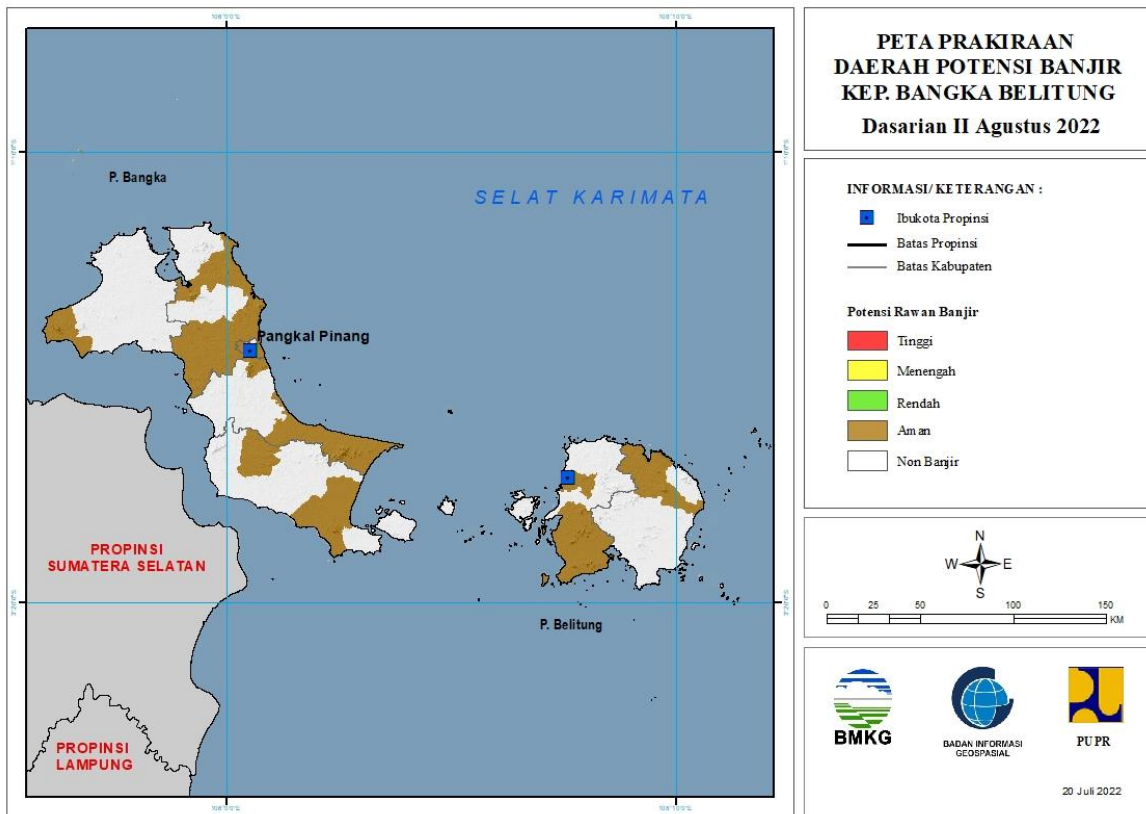 PETA PRAKIRAAN
DAERAH POTENSI BANJIR
KEP. BANGKA BELITUNG
Dasarian II Agustus 2022
P. Bangka
SELAT KARIMATA
Pangkal Pinang
PROPINSI
SUMATERA SELATAN
P. Belitung
PROPINSI
LAMPUNG
INFORMASI/ KETERANGAN :
Ibukota Propinsi
Batas Propinsi
Batas Kabupaten
Potensi Rawan Banjir
Tinggi
Menengah
Rendah
Aman
Non Banjir
N
W E
S
0 25 50 100 150
KM
BMKG
BADAN INFORMASI
GEOSPASIAL
PUPR
20 Juli 2022